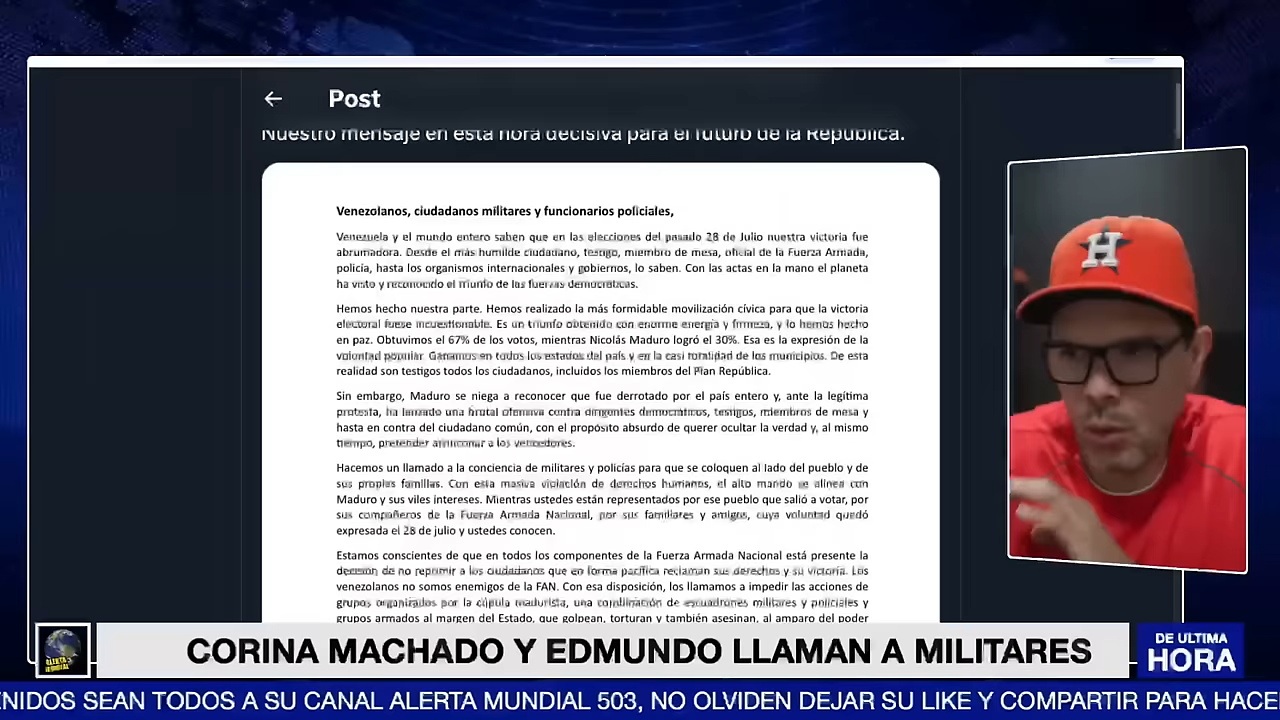 Post
Nuestro mensaje en esta hora decisiva para el futuro de la República.
Venezolanos, ciudadanos militares y funcionarios policiales,
Venezuela y el mundo entero saben que en las elecciones del pasado 28 de Julio nuestra victoria fue
abrumadora. Desde el más humilde ciudadano, testigo, miembro de mesa, oficial de la Fuerza Armada,
policía, hasta los organismos internacionales y gobiernos, lo saben. Con las actas en la mano el planeta
ha visto y reconocido el triunfo de las fuerzas democráticas.
Hemos hecho nuestra parte. Hemos realizado la más formidable movilización cívica para que la victoria
electoral fuese incuestionable. Es un triunfo obtenido con enorme energía y firmeza, y lo hemos hecho
en paz. Obtuvimos el 67% de los votos, mientras Nicolás Maduro logró el 30%. Esa es la expresión de la
voluntad popular. Ganamos en todos los estados del país y en la casi totalidad de los municipios. De esta
realidad son testigos todos los ciudadanos, incluidos los miembros del Plan República.
Sin embargo, Maduro se niega a reconocer que fue derrotado por el país entero y, ante la legítima
protesta, ha lanzado una brutal ofensiva contra dirigentes democráticos, testigos, miembros de mesa y
hasta en contra del ciudadano común, con el propósito absurdo de querer ocultar la verdad y, al mismo
tiempo, pretender arrinconar a los vencedores.
Hacemos un llamado a la conciencia de militares y policías para que se coloquen al lado del pueblo y de
sus propias familias. Con esta masiva violación de derechos humanos, el alto mando se alinea con
Maduro y sus viles intereses. Mientras ustedes están representados por ese pueblo que salió a votar, por
sus compañeros de la Fuerza Armada Nacional, por sus familiares y amigos, cuya voluntad quedó
expresada el 28 de julio y ustedes conocen.
Estamos conscientes de que en todos los componentes de la Fuerza Armada Nacional está presente la
decisión de no reprimir a los ciudadanos que en forma pacífica reclaman sus derechos y su victoria. Los
venezolanos no somos enemigos de la FAN. Con esa disposición, los llamamos a impedir las acciones de
grupos organizados por la cúpula madurista, una combinación de escuadrones militares y policiales y
grupos armados al margen del Estado, que golpean, torturan y también asesinan, al amparo del poder
H
ALERTA
MUNDIAL
CORINA MACHADO Y EDMUNDO LLAMAN A MILITARES
DE ULTIMA
HORA
ENIDOS SEAN TODOS A SU CANAL ALERTA MUNDIAL 503, NO OLVIDEN DEJAR SU LIKE Y COMPARTIR PARA HACE